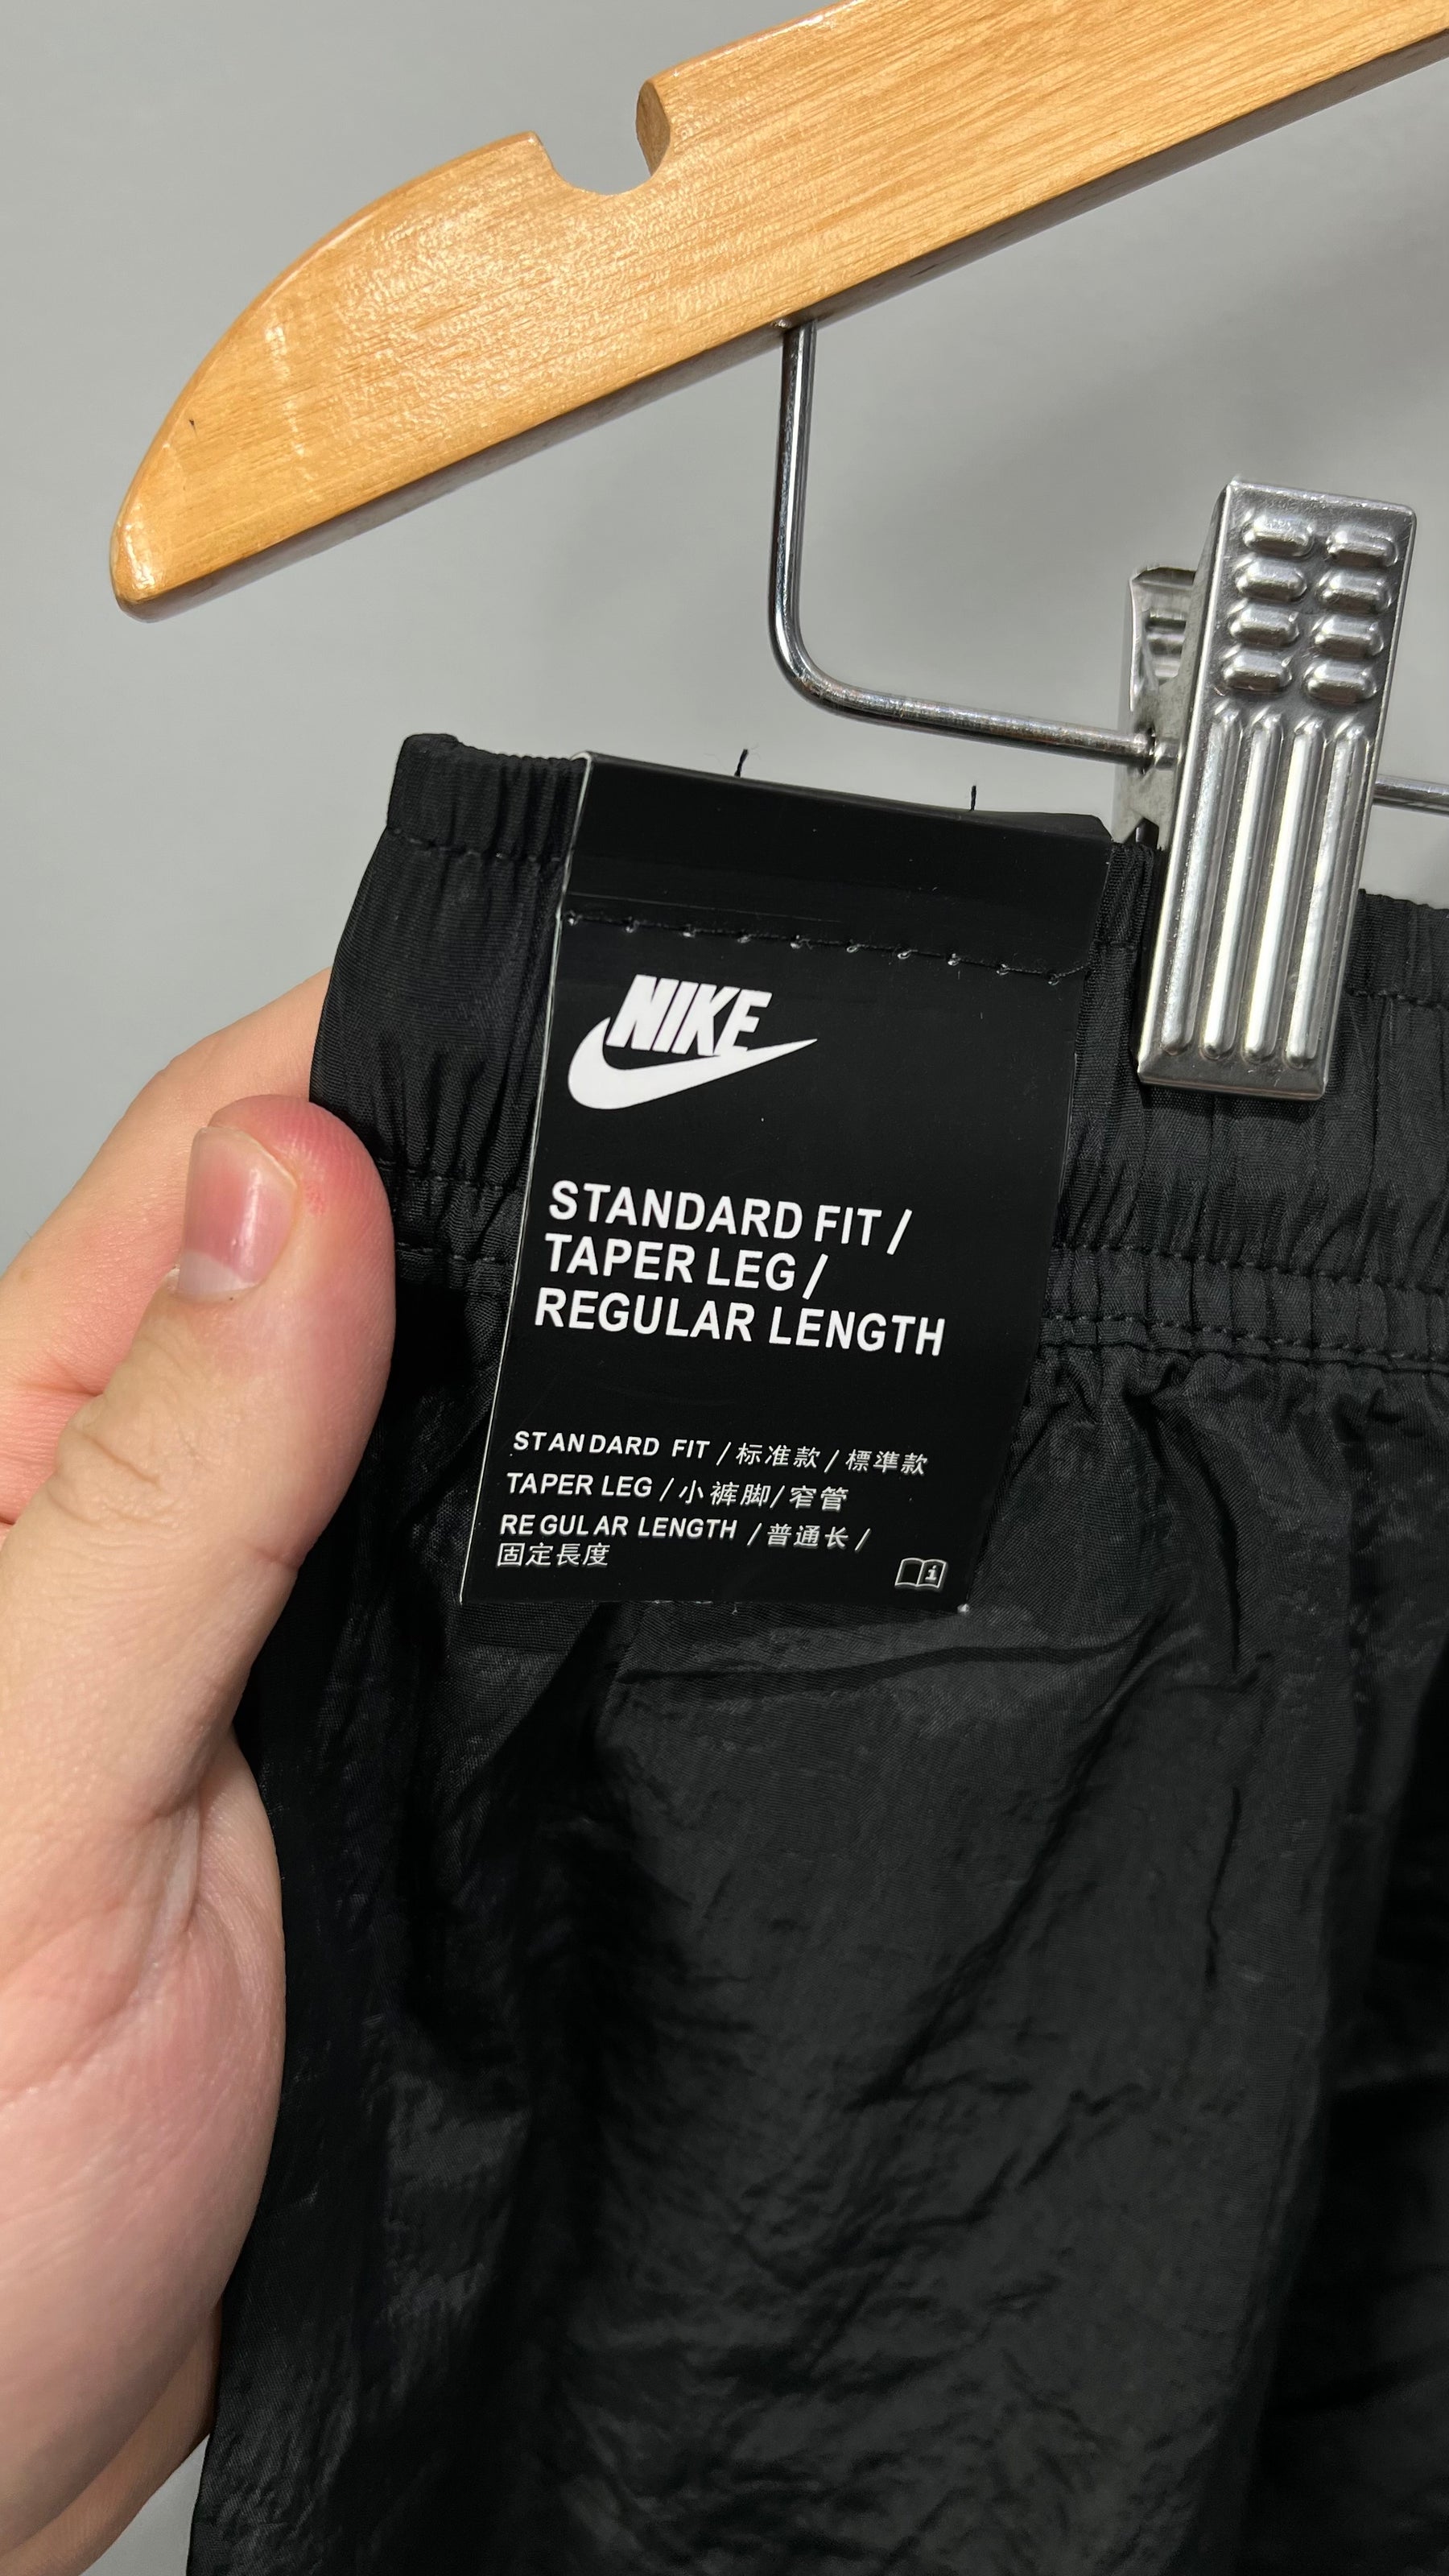 NIKE
STANDARD FIT /
TAPER LEG /
REGULAR LENGTH
STANDARD FIT / 标准款 / 標準款
TAPER LEG / 小裤脚 / 窄管
REGULAR LENGTH / 普通长 /
固定長度
i